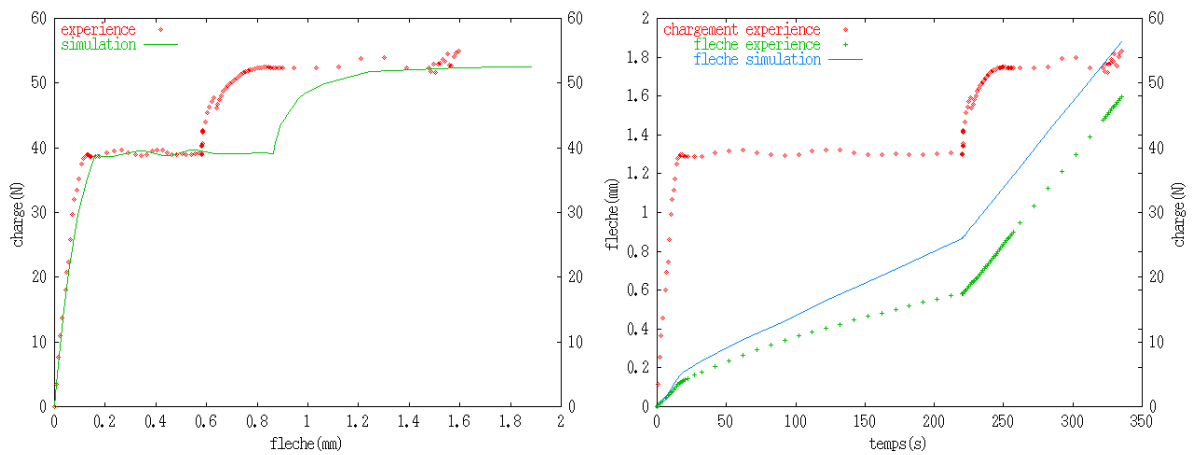 60
50
40
30
20
10
0
charge(N)
experience
simulation
60
50
40
30
20
10
0
0 0.2 0.4 0.6 0.8 1 1.2 1.4 1.6 1.8 2
fleche(mm)
2
1.8
1.6
1.4
1.2
1
0.8
0.6
0.4
0.2
0
fleche(mm)
chargement experience
fleche experience
fleche simulation
60
50
40
30
20
10
0
charge(N)
0 50 100 150 200 250 300 350
temps(s)